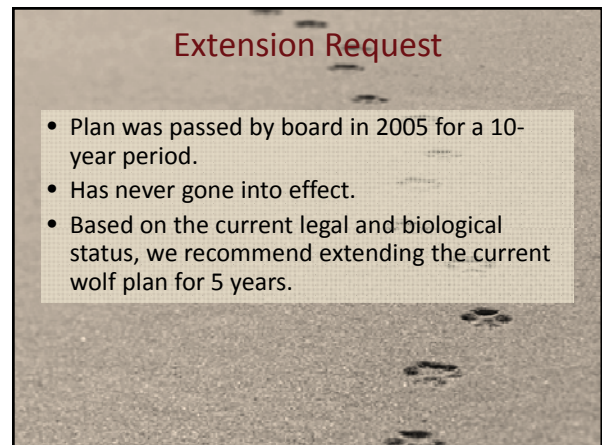 Extension Request
• Plan was passed by board in 2005 for a 10-
year period.
• Has never gone into effect.
• Based on the current legal and biological
status, we recommend extending the current
wolf plan for 5 years.